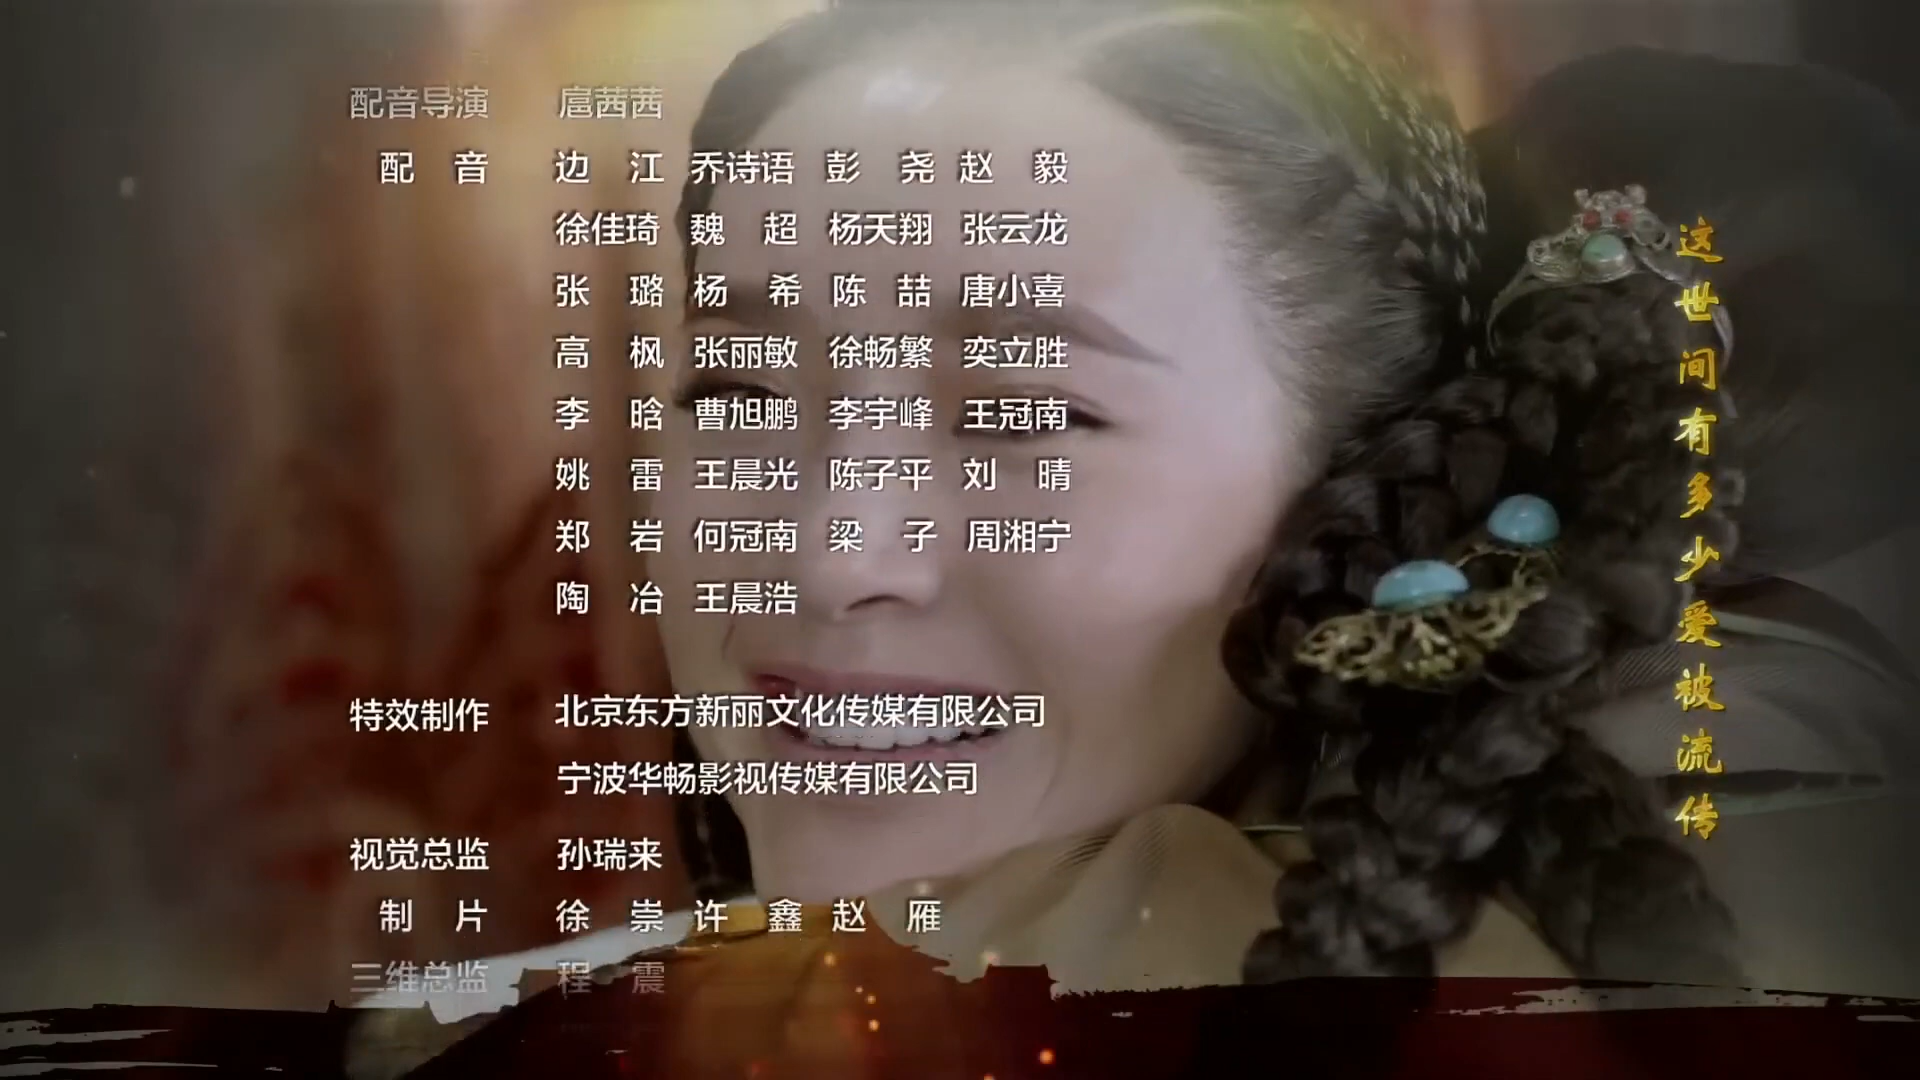 配音导演 扈茜茜
配音 边江 乔诗语 彭尧 赵毅
徐佳琦 魏超 杨天翔 张云龙
张璐 杨希 陈喆 唐小喜
高枫 张丽敏 徐畅繁 奕立胜
李晗 曹旭鹏 李宇峰 王冠南
姚雷 王晨光 陈子平 刘晴
郑岩 何冠南 梁子 周湘宁
陶冶 王晨浩
特效制作 北京东方新丽文化传媒有限公司
宁波华畅影视传媒有限公司
视觉总监 孙瑞来
制片 徐崇 许鑫 赵雁
三维总监 程震
这世间有多少爱被流传